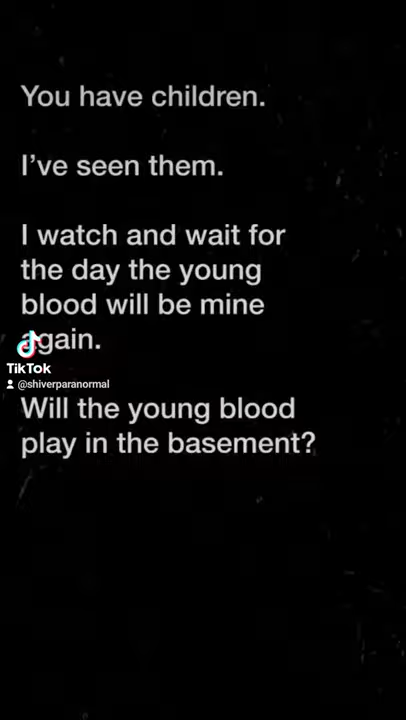 You have children.
I've seen them.
I watch and wait for
the day the young
blood will be mine
again.
TikTok
@shiverparanormal
Will the young blood
play in the basement?